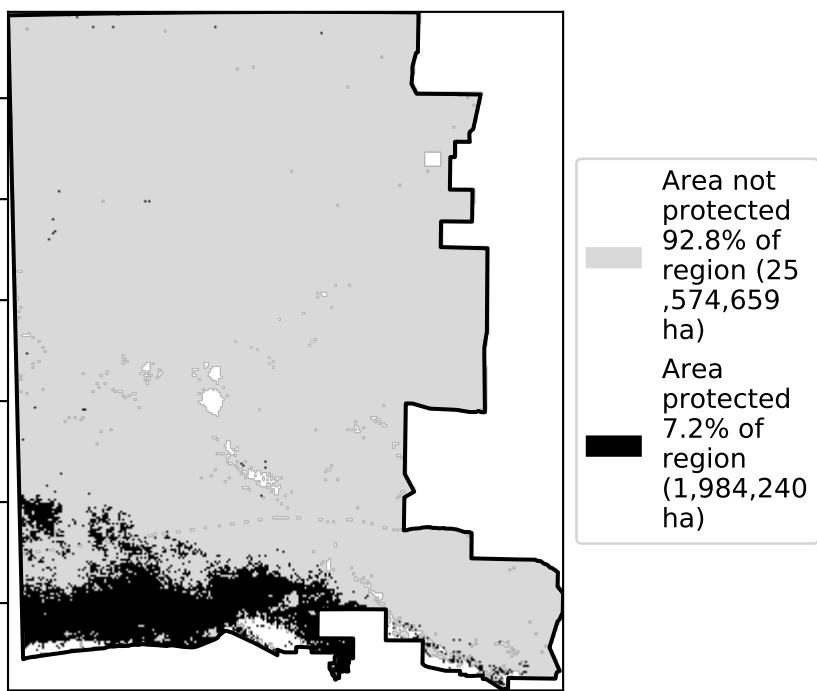 Area not
protected
92.8% of
region (25
,574,659
ha)
Area
protected
7.2% of
region
(1,984,240
ha)